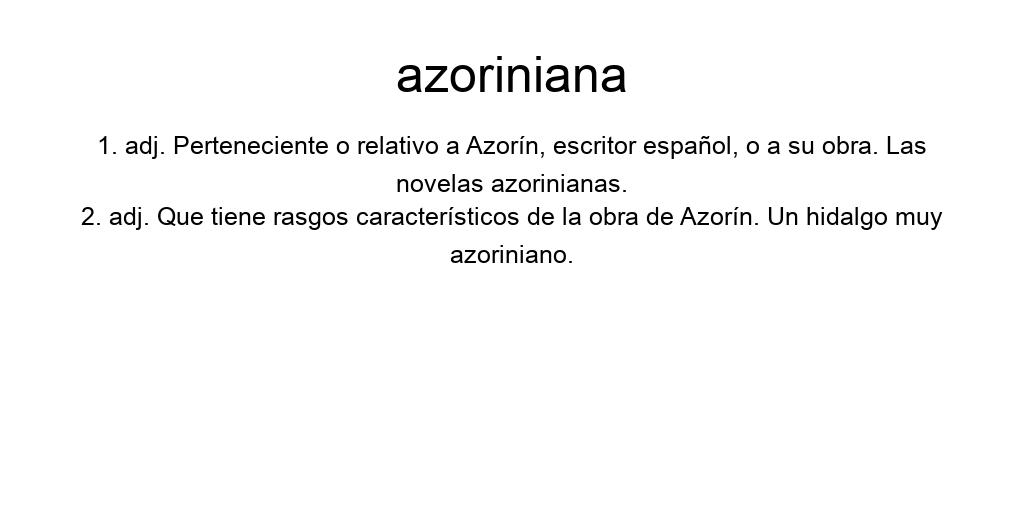 azoriniana
1. adj. Perteneciente o relativo a Azorín, escritor español, o a su obra. Las
novelas azorinianas.
2. adj. Que tiene rasgos característicos de la obra de Azorín. Un hidalgo muy
azoriniano.